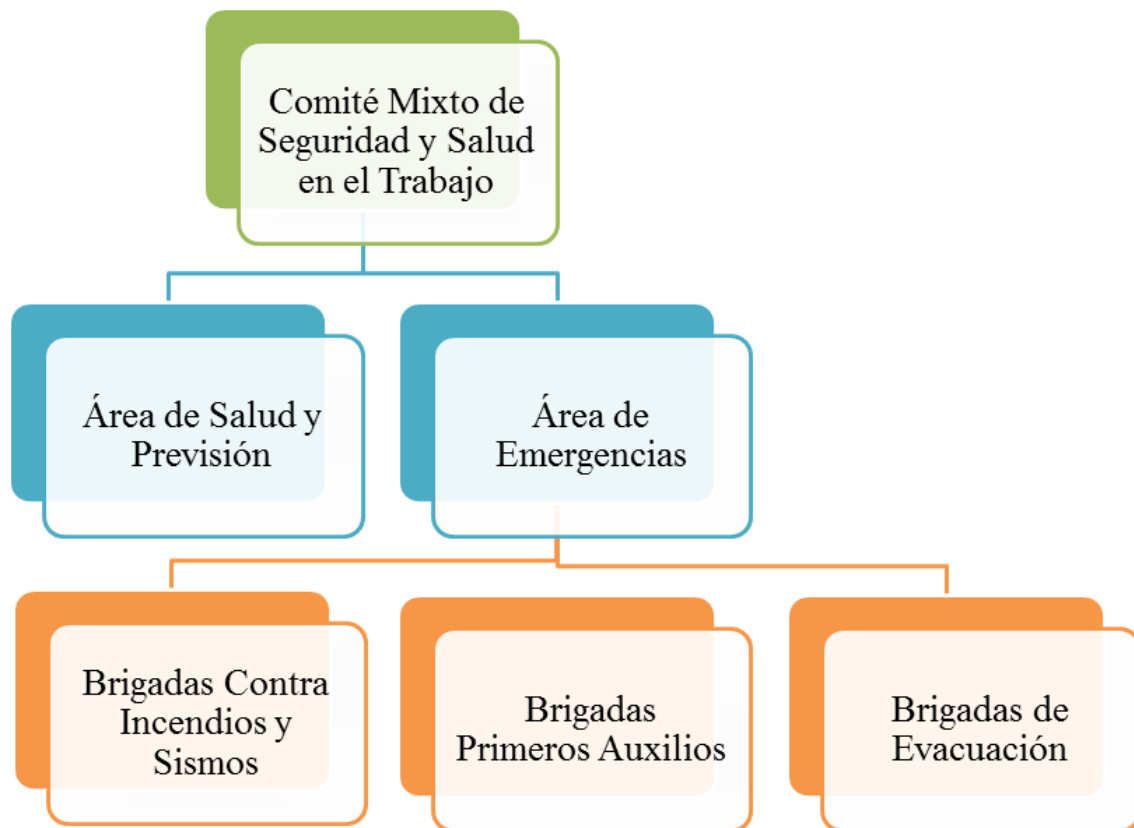 Comité Mixto de
Seguridad y Salud
en el Trabajo
Área de Salud y
Previsión
Área de
Emergencias
Brigadas Contra
Incendios y
Sismos
Brigadas
Primeros Auxilios
Brigadas de
Evacuación